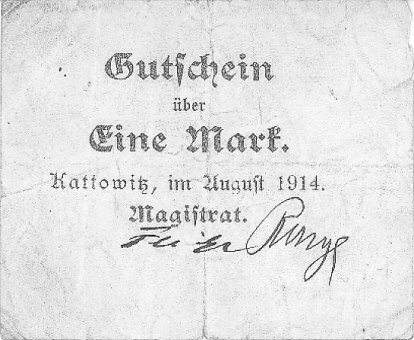 Gutschein
über
Eine Mark.
Kattowitz, im August 1914.
Magistrat.